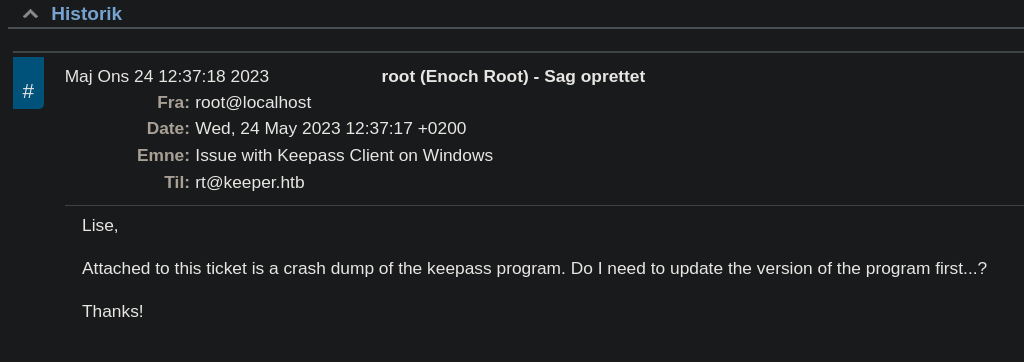 Historik
#
Maj Ons 24 12:37:18 2023 root (Enoch Root) - Sag oprettet
Fra: root@localhost
Date: Wed, 24 May 2023 12:37:17 +0200
Emne: Issue with Keepass Client on Windows
Til: rt@keeper.htb
Lise,
Attached to this ticket is a crash dump of the keepass program. Do I need to update the version of the program first...?
Thanks!